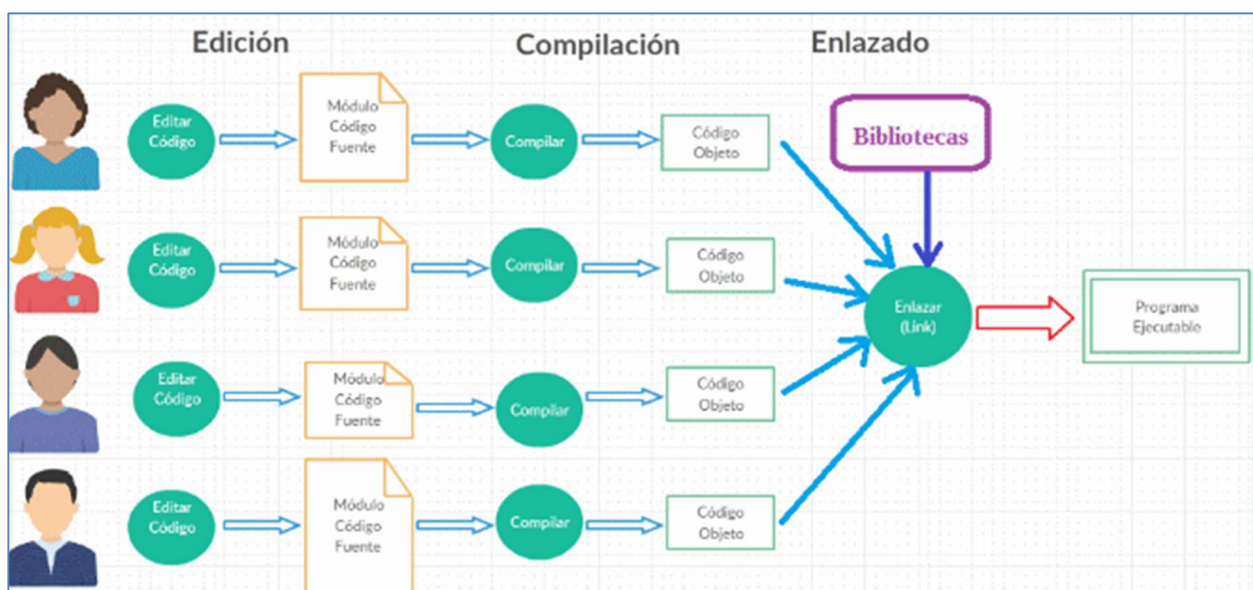 Edición
Compilación
Enlazado
Editar
Código
Módulo
Código
Fuente
Compilar
Código
Objeto
Bibliotecas
Editar
Código
Módulo
Código
Fuente
Compilar
Código
Objeto
Enlazar
(Link)
Programa
Ejecutable
Editar
Código
Módulo
Código
Fuente
Compilar
Código
Objeto
Editar
Código
Módulo
Código
Fuente
Compilar
Código
Objeto